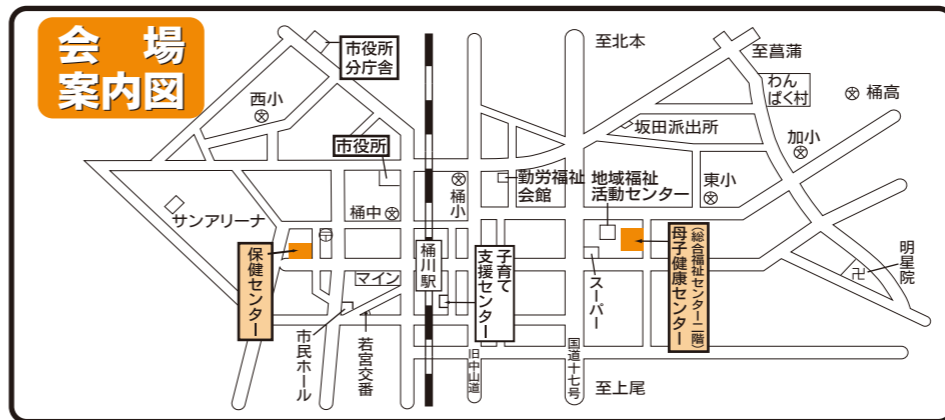 会場
案内図
市役所
分庁舎
至北本
至菖蒲
わん
ぱく村
桶高
西小
坂田派出所
加小
市役所
勤労福祉
会館
地域福祉
活動センター
東小
桶小
桶中
サンアリーナ
保健センター
マイン
桶川駅
子育て
支援センター
スーパー
母子健康センター
(総合福祉センター二階)
明星院
市民ホール
若宮交番
旧中山道
国道十七号
至上尾